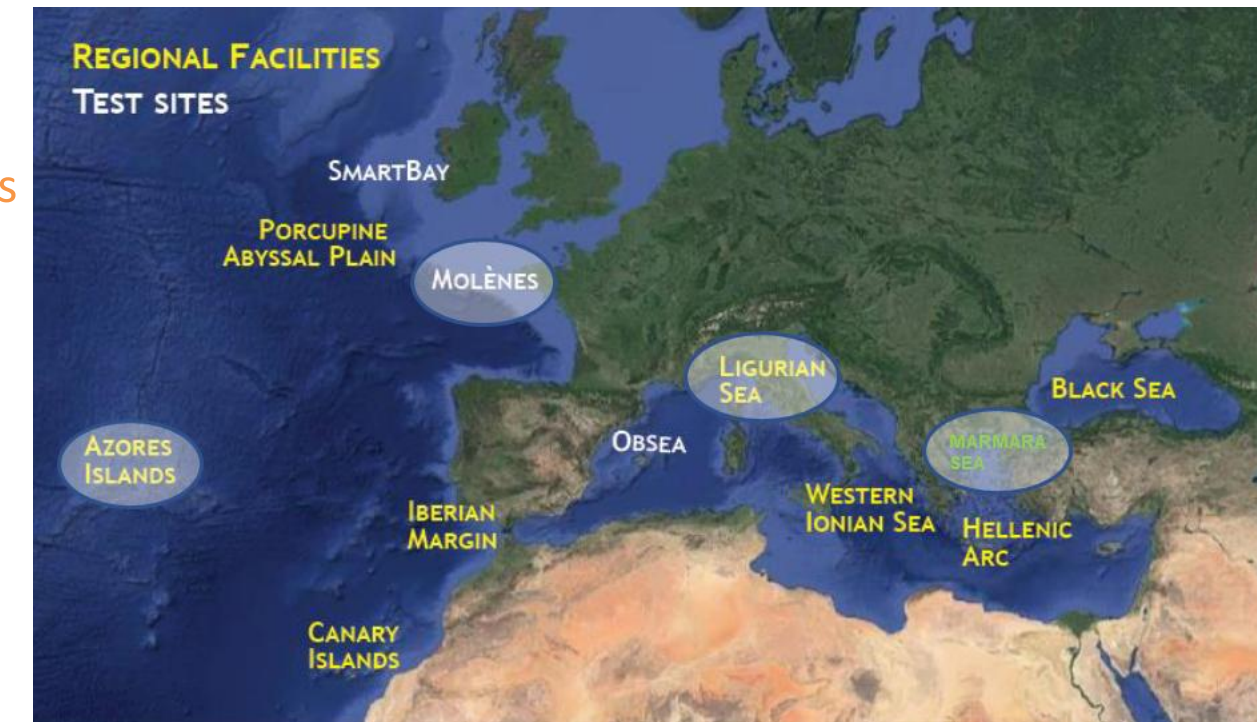 REGIONAL FACILITIES
TEST SITES
s
SMARTBAY
PORCUPINE
ABYSSAL PLAIN
MOLÈNES
LIGURIAN
SEA
BLACK SEA
AZORES
ISLANDS
OBSEA
MARMARA
SEA
IBERIAN
MARGIN
WESTERN
IONIAN SEA
HELLENIC
ARC
CANARY
ISLANDS